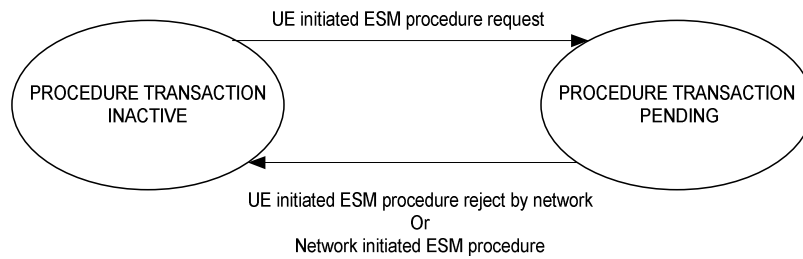 UE initiated ESM procedure request
PROCEDURE TRANSACTION
INACTIVE
PROCEDURE TRANSACTION
PENDING
UE initiated ESM procedure reject by network
Or
Network initiated ESM procedure